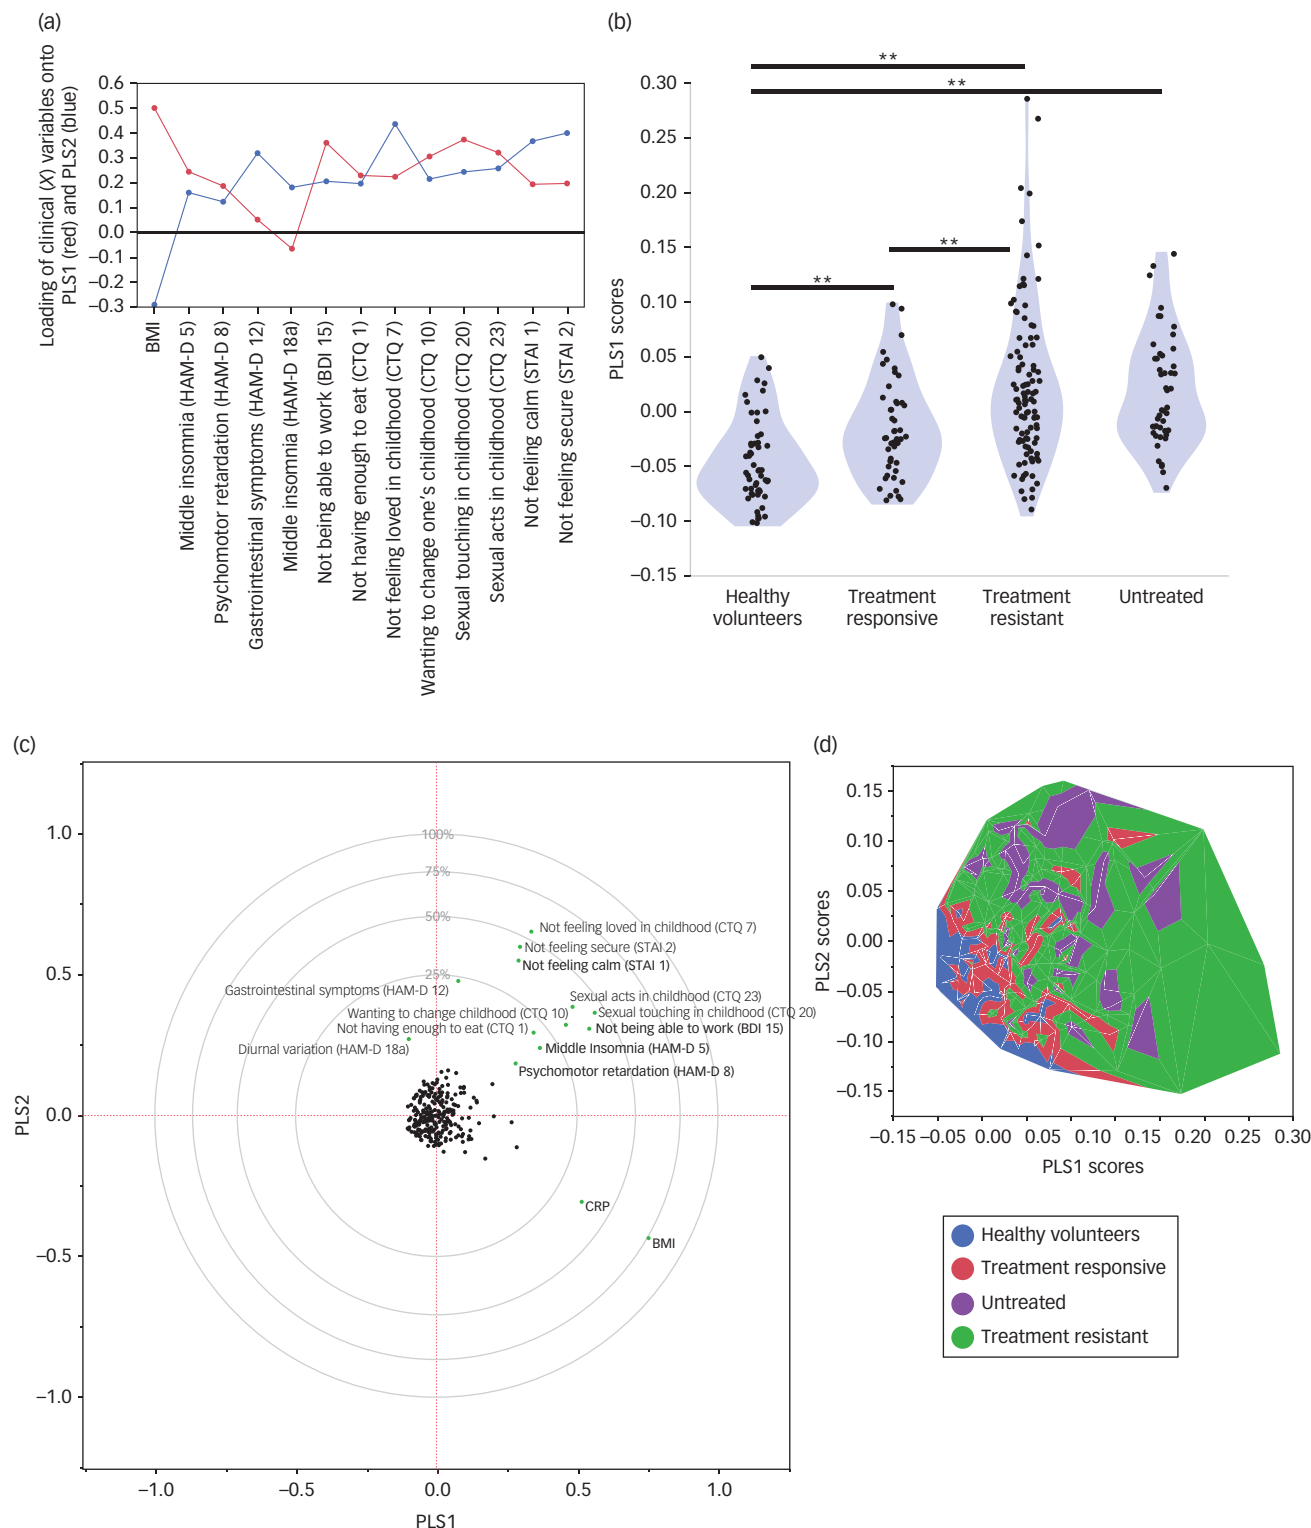 (a)
Loading of clinical (X) variables onto
PLS1 (red) and PLS2 (blue)
0.6
0.5
0.4
0.3
0.2
0.1
0.0
−0.1
−0.2
−0.3
BMI
Middle insomnia (HAM-D 5)
Psychomotor retardation (HAM-D 8)
Gastrointestinal symptoms (HAM-D 12)
Middle insomnia (HAM-D 18a)
Not being able to work (BDI 15)
Not having enough to eat (CTQ 1)
Not feeling loved in childhood (CTQ 7)
Wanting to change one's childhood (CTQ 10)
Sexual touching in childhood (CTQ 20)
Sexual acts in childhood (CTQ 23)
Not feeling calm (STAI 1)
Not feeling secure (STAI 2)
(b)
PLS1 scores
0.30
0.25
0.20
0.15
0.10
0.05
0.00
−0.05
−0.10
−0.15
**
**
**
**
Healthy
volunteers
Treatment
responsive
Treatment
resistant
Untreated
(c)
PLS2
1.0
0.5
0.0
−0.5
−1.0
100%
75%
50%
25%
Not feeling loved in childhood (CTQ 7)
Not feeling secure (STAI 2)
Not feeling calm (STAI 1)
Gastrointestinal symptoms (HAM-D 12)
Sexual acts in childhood (CTQ 23)
Wanting to change childhood (CTQ 10)
Sexual touching in childhood (CTQ 20)
Not having enough to eat (CTQ 1)
Not being able to work (BDI 15)
Diurnal variation (HAM-D 18a)
Middle Insomnia (HAM-D 5)
Psychomotor retardation (HAM-D 8)
CRP
BMI
−1.0
−0.5
0.0
0.5
1.0
PLS1
(d)
PLS2 scores
0.15
0.10
0.05
0.00
−0.05
−0.10
−0.15
−0.15 −0.05 0.00 0.05 0.10 0.15 0.20 0.25 0.30
PLS1 scores
Healthy volunteers
Treatment responsive
Untreated
Treatment resistant